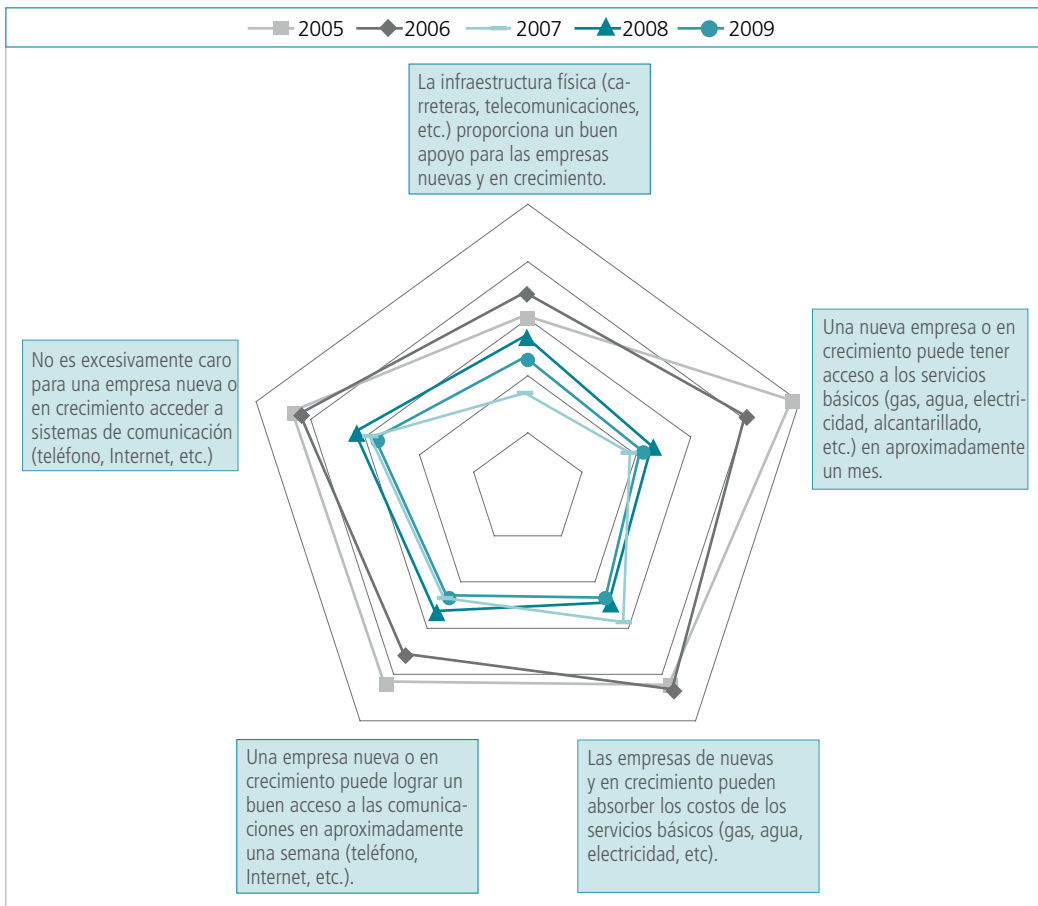 2005 2006 2007 2008 2009
La infraestructura física (ca-
rreteras, telecomunicaciones,
etc.) proporciona un buen
apoyo para las empresas
nuevas y en crecimiento.
Una nueva empresa o en
crecimiento puede tener
acceso a los servicios
básicos (gas, agua, electri-
cidad, alcantarillado,
etc.) en aproximadamente
un mes.
No es excesivamente caro
para una empresa nueva o
en crecimiento acceder a
sistemas de comunicación
(teléfono, Internet, etc.)
Una empresa nueva o en
crecimiento puede lograr un
buen acceso a las comunica-
ciones en aproximadamente
una semana (teléfono,
Internet, etc.).
Las empresas de nuevas
y en crecimiento pueden
absorber los costos de los
servicios básicos (gas, agua,
electricidad, etc).